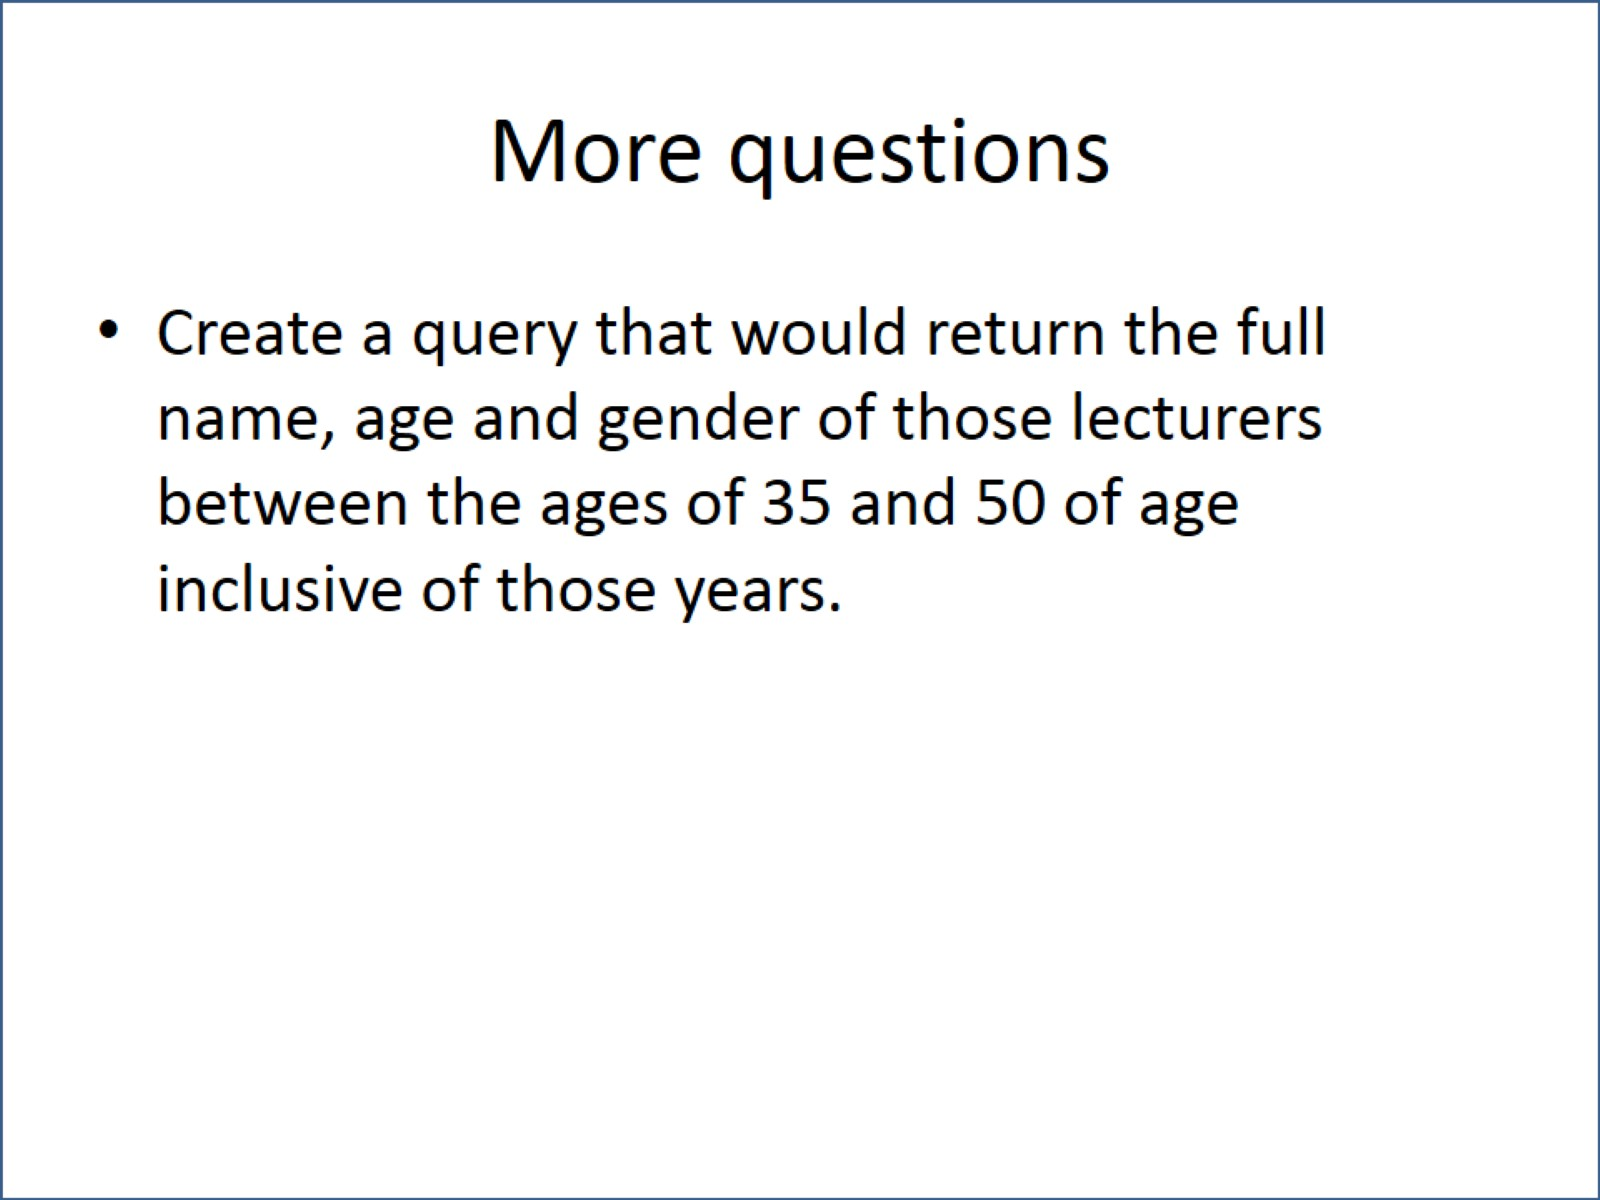 More questions
• Create a query that would return the full
name, age and gender of those lecturers
between the ages of 35 and 50 of age
inclusive of those years.